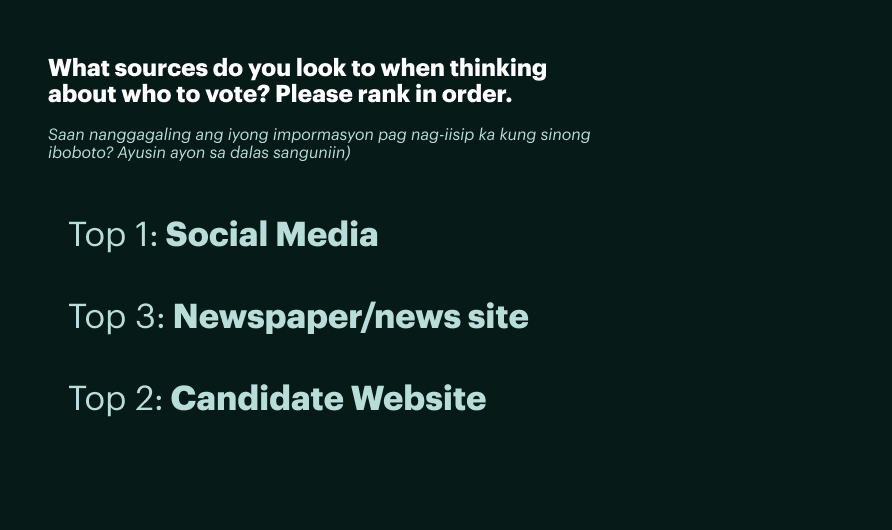 What sources do you look to when thinking
about who to vote? Please rank in order.
Saan nanggagaling ang iyong impormasyon pag nag-iisip ka kung sinong
iboboto? Ayusin ayon sa dalas sanguniin)
Top 1: Social Media
Top 3: Newspaper/news site
Top 2: Candidate Website